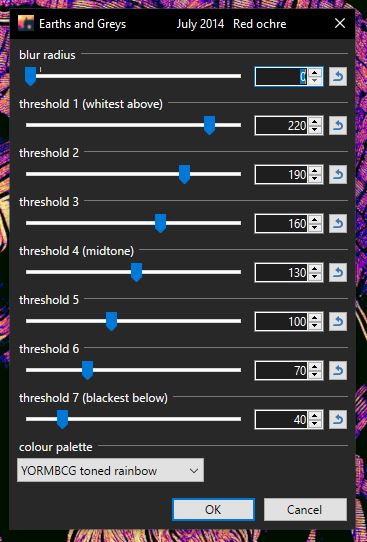 Earths and Greys July 2014 Red ochre
blur radius
0
threshold 1 (whitest above)
220
threshold 2
190
threshold 3
160
threshold 4 (midtone)
130
threshold 5
100
threshold 6
70
threshold 7 (blackest below)
40
colour palette
YORMBCG toned rainbow
OK Cancel